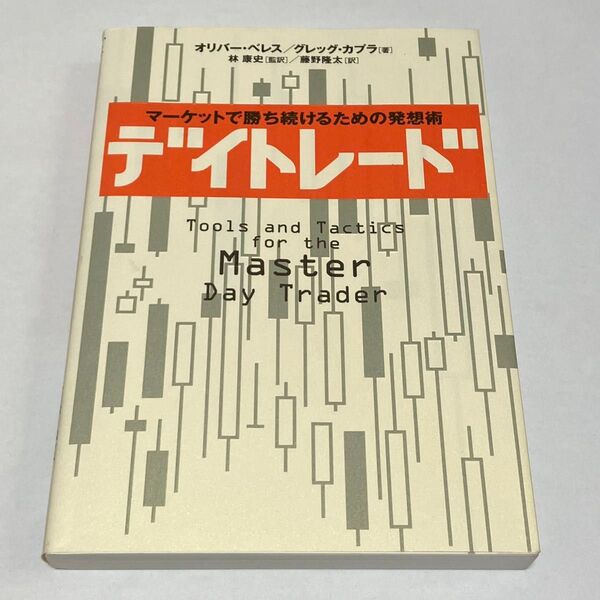 オリバー・ベレス／グレッグ・カプラ[著]
林 康史[監訳]／藤野隆太[訳]
マーケットで勝ち続けるための発想術
デイトレード
Tools and Tactics
for the
Master
Day Trader